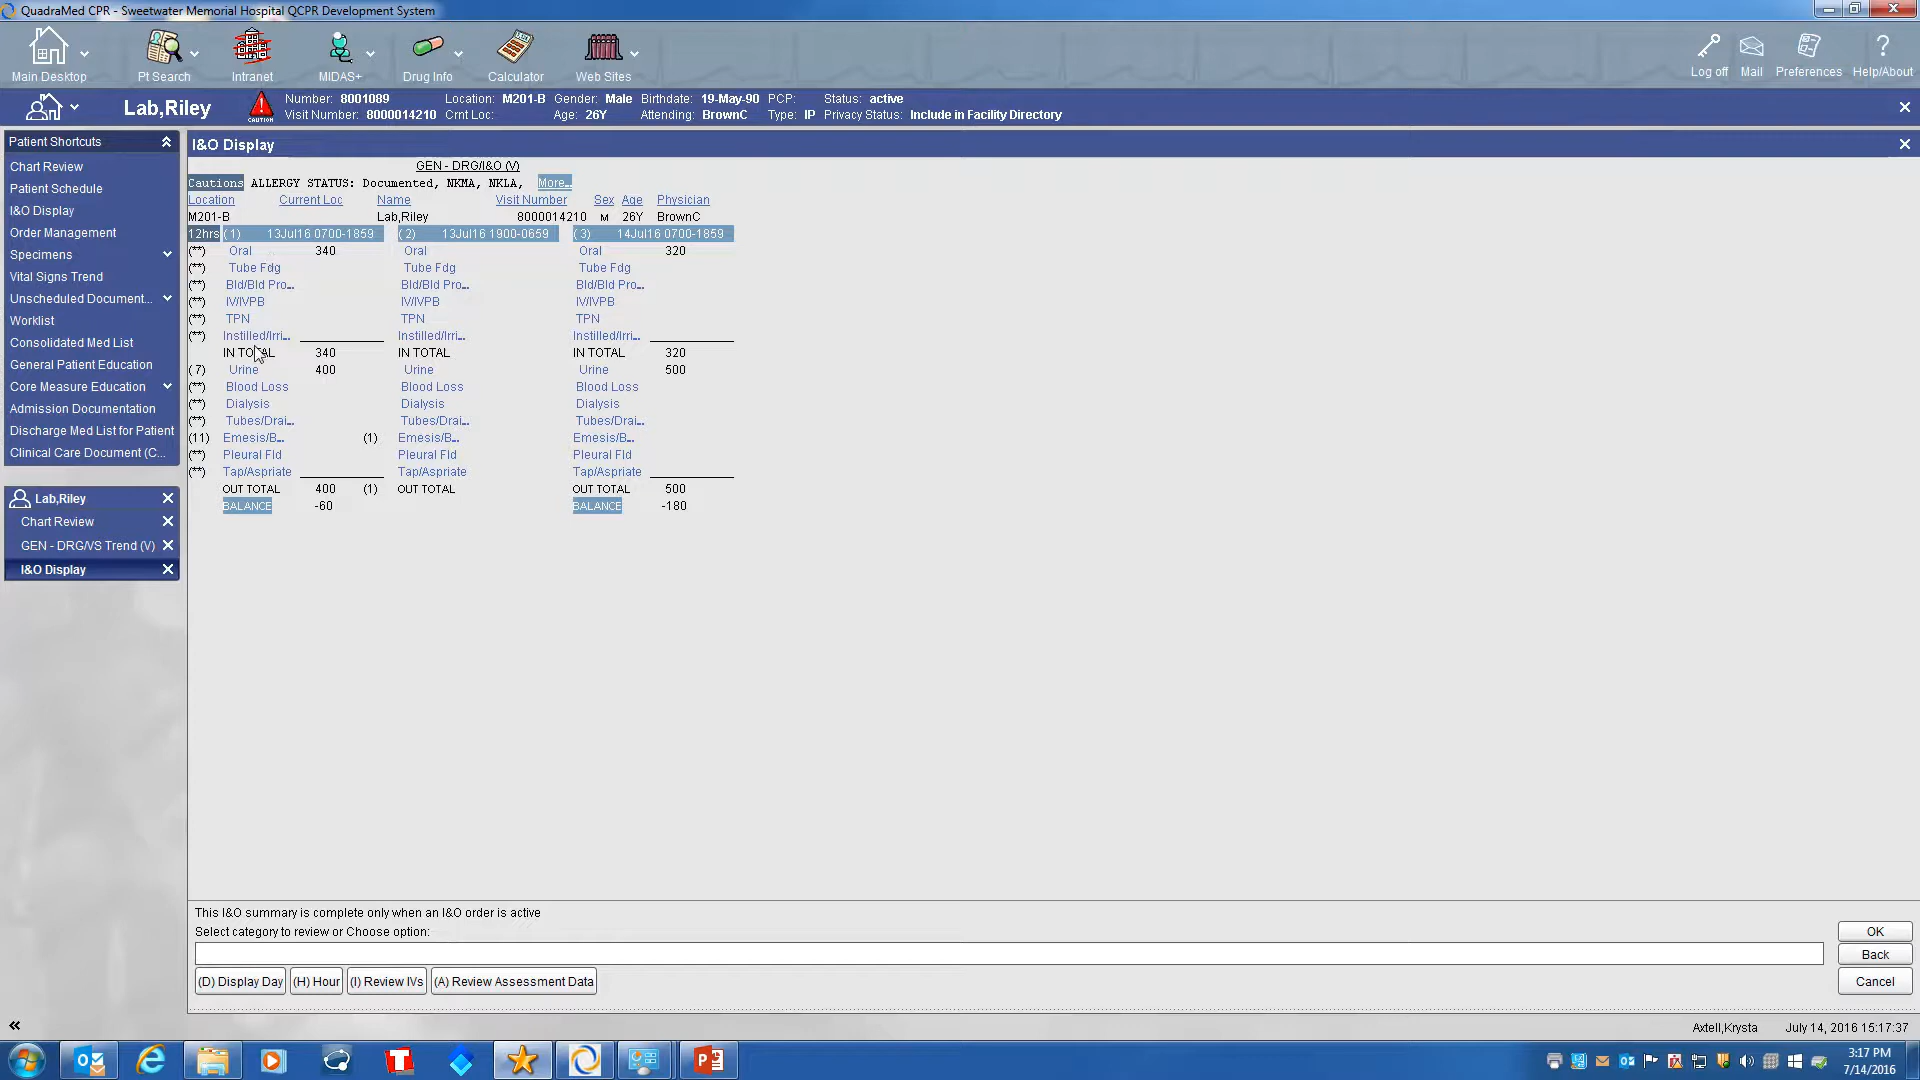 QuadraMed CPR - Sweetwater Memorial Hospital QCPR Development System
Main Desktop Pt Search Intranet MIDAS+ Drug Info Calculator Web Sites Log off Mail Preferences Help/About
Lab,Riley
CAUTION
Number: 8001089 Location: M201-B Gender: Male Birthdate: 19-May-90 PCP: Status: active
Visit Number: 8000014210 Crnt Loc: Age: 26Y Attending: BrownC Type: IP Privacy Status: Include in Facility Directory
Patient Shortcuts
Chart Review
Patient Schedule
I&O Display
Order Management
Specimens
Vital Signs Trend
Unscheduled Document...
Worklist
Consolidated Med List
General Patient Education
Core Measure Education
Admission Documentation
Discharge Med List for Patient
Clinical Care Document (C...
Lab,Riley
Chart Review
GEN - DRG/VS Trend (V)
I&O Display
I&O Display
GEN - DRG/I&O (V)
Cautions ALLERGY STATUS: Documented, NKMA, NKLA, More...
Location Current Loc Name Visit Number Sex Age Physician
M201-B Lab,Riley 8000014210 M 26Y BrownC
12hrs ( 1) 13Jul16 0700-1859 ( 2) 13Jul16 1900-0659 ( 3) 14Jul16 0700-1859
(**) Oral 340 Oral Oral 320
(**) Tube Fdg Tube Fdg Tube Fdg
(**) Bld/Bld Pro... Bld/Bld Pro... Bld/Bld Pro...
(**) IV/IVPB IV/IVPB IV/IVPB
(**) TPN TPN TPN
(**) Instilled/Irri... Instilled/Irri... Instilled/Irri...
IN TOTAL 340 IN TOTAL IN TOTAL 320
( 7) Urine 400 Urine Urine 500
(**) Blood Loss Blood Loss Blood Loss
(**) Dialysis Dialysis Dialysis
(**) Tubes/Drai... Tubes/Drai... Tubes/Drai...
(11) Emesis/B... (1) Emesis/B... Emesis/B...
(**) Pleural Fld Pleural Fld Pleural Fld
(**) Tap/Aspriate Tap/Aspriate Tap/Aspriate
OUT TOTAL 400 (1) OUT TOTAL OUT TOTAL 500
BALANCE -60 BALANCE -180
This I&O summary is complete only when an I&O order is active
Select category to review or Choose option:
(D) Display Day (H) Hour (I) Review IVs (A) Review Assessment Data
OK
Back
Cancel
Axtell,Krysta July 14, 2016 15:17:37
3:17 PM
7/14/2016